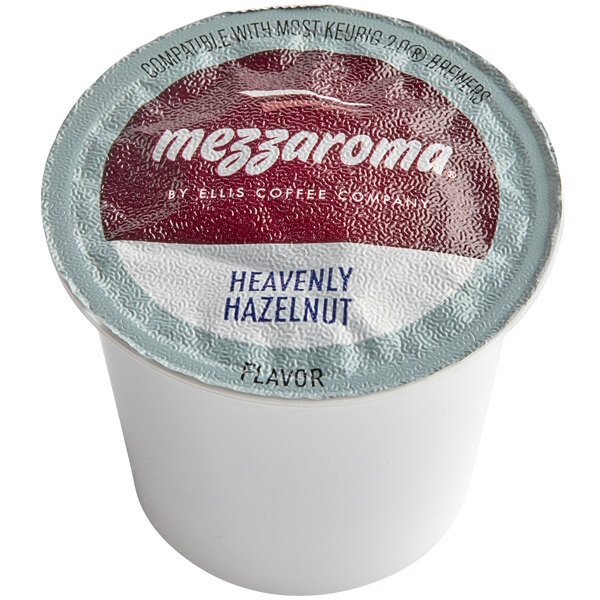 COMPATIBLE WITH MOST KEURIG 2.0® BREWERS
mezzaroma®
BY ELLIS COFFEE COMPANY
HEAVENLY
HAZELNUT
FLAVOR